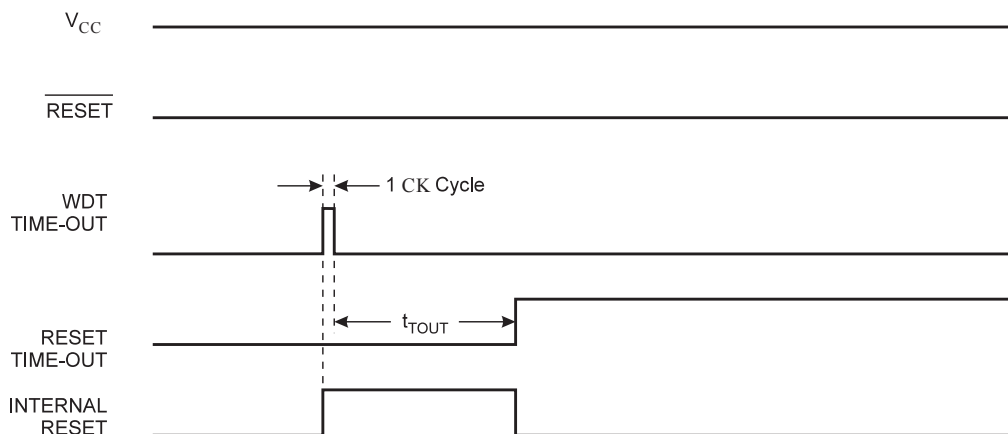 VCC
RESET
1 CK Cycle
WDT
TIME-OUT
tTOUT
RESET
TIME-OUT
INTERNAL
RESET